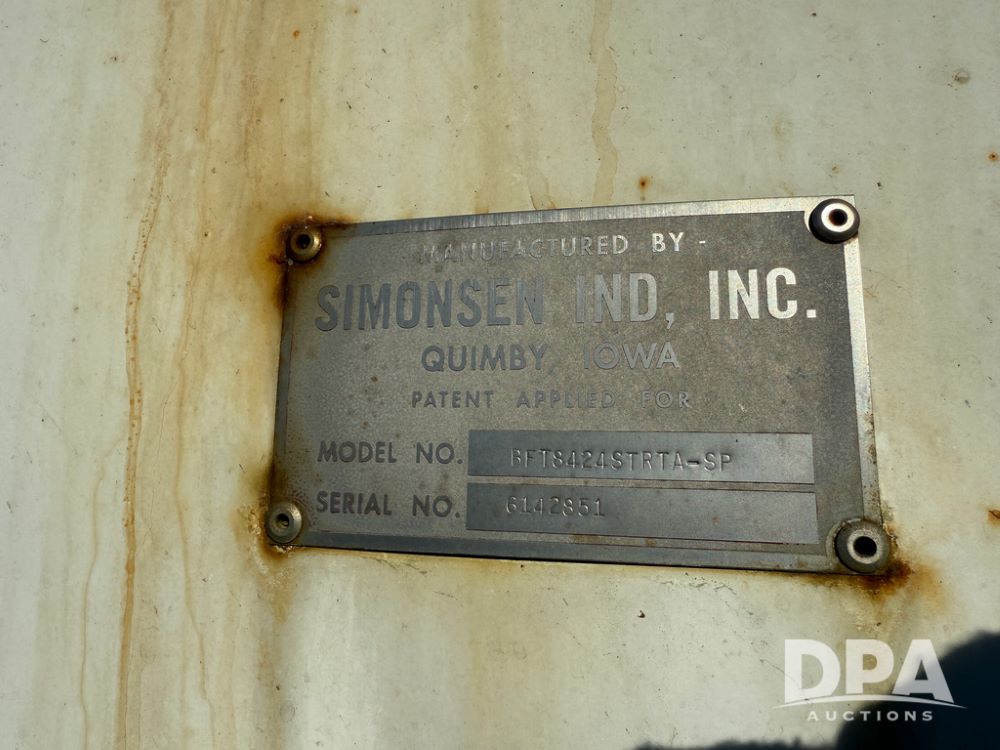 MANUFACTURED BY -
SIMONSEN IND, INC.
QUIMBY, IOWA
PATENT APPLIED FOR
MODEL NO. BFT8424STRTA-SP
SERIAL NO. 6142851
DPA
AUCTIONS